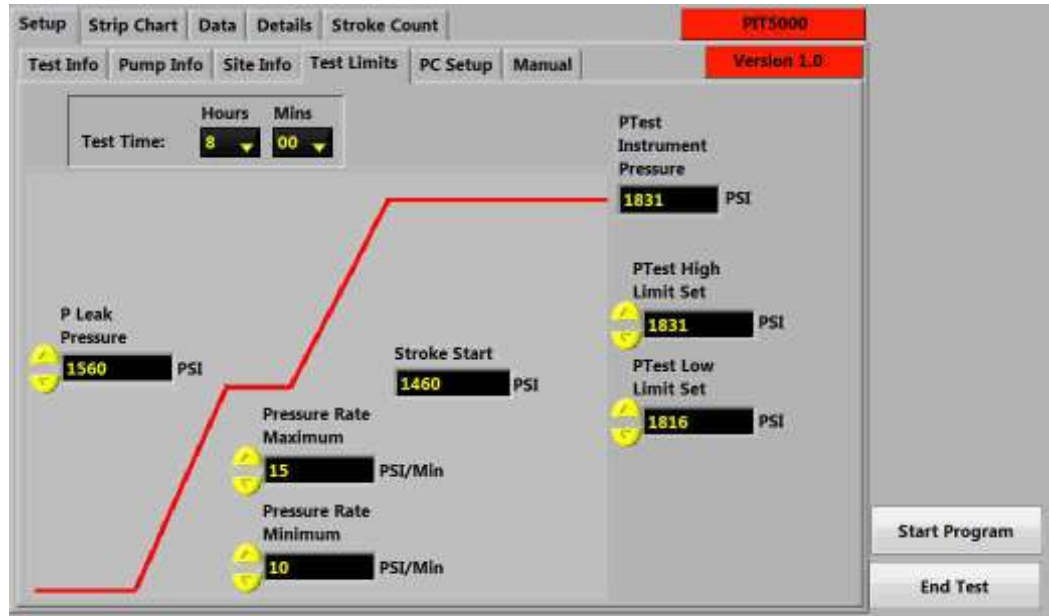 Setup Strip Chart Data Details Stroke Count
PIT5000
Test Info Pump Info Site Info Test Limits PC Setup Manual
Version 1.0
Hours Mins
Test Time: 8 00
PTest
Instrument
Pressure
1831 PSI
PTest High
Limit Set
1831 PSI
P Leak
Pressure
1560 PSI
Stroke Start
1460 PSI
PTest Low
Limit Set
1816 PSI
Pressure Rate
Maximum
15 PSI/Min
Pressure Rate
Minimum
10 PSI/Min
Start Program
End Test